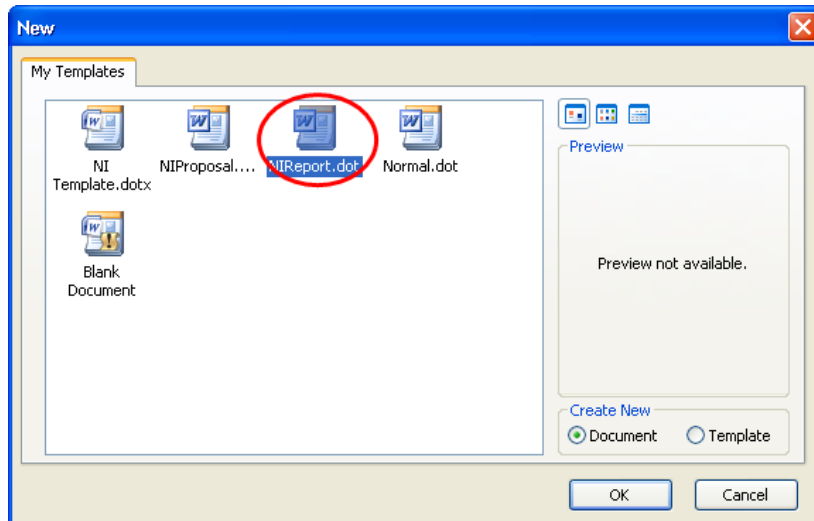 New
My Templates
NI
Template.dotx
NIProposal....
NIReport.dot
Normal.dot
Blank
Document
Preview
Preview not available.
Create New
Document
Template
OK
Cancel